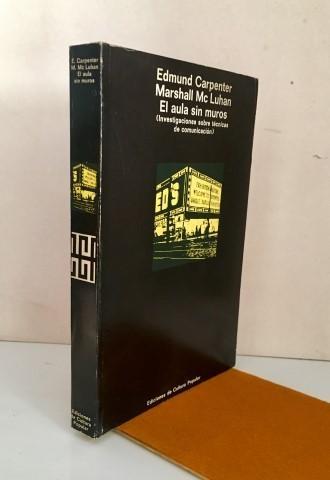 E. Carpenter
M. Mc Luhan
El aula
sin muros
Ediciones
de Cultura
Popular
Edmund Carpenter
Marshall Mc Luhan
El aula sin muros
(Investigaciones sobre técnicas
de comunicación)
ED'S
Ediciones de Cultura Popular